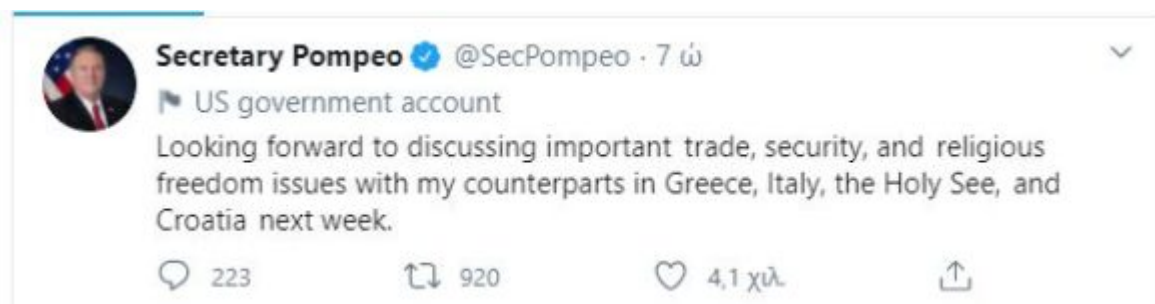 Secretary Pompeo @SecPompeo · 7 ώ
US government account
Looking forward to discussing important trade, security, and religious
freedom issues with my counterparts in Greece, Italy, the Holy See, and
Croatia next week.
223 920 4,1 χιλ.